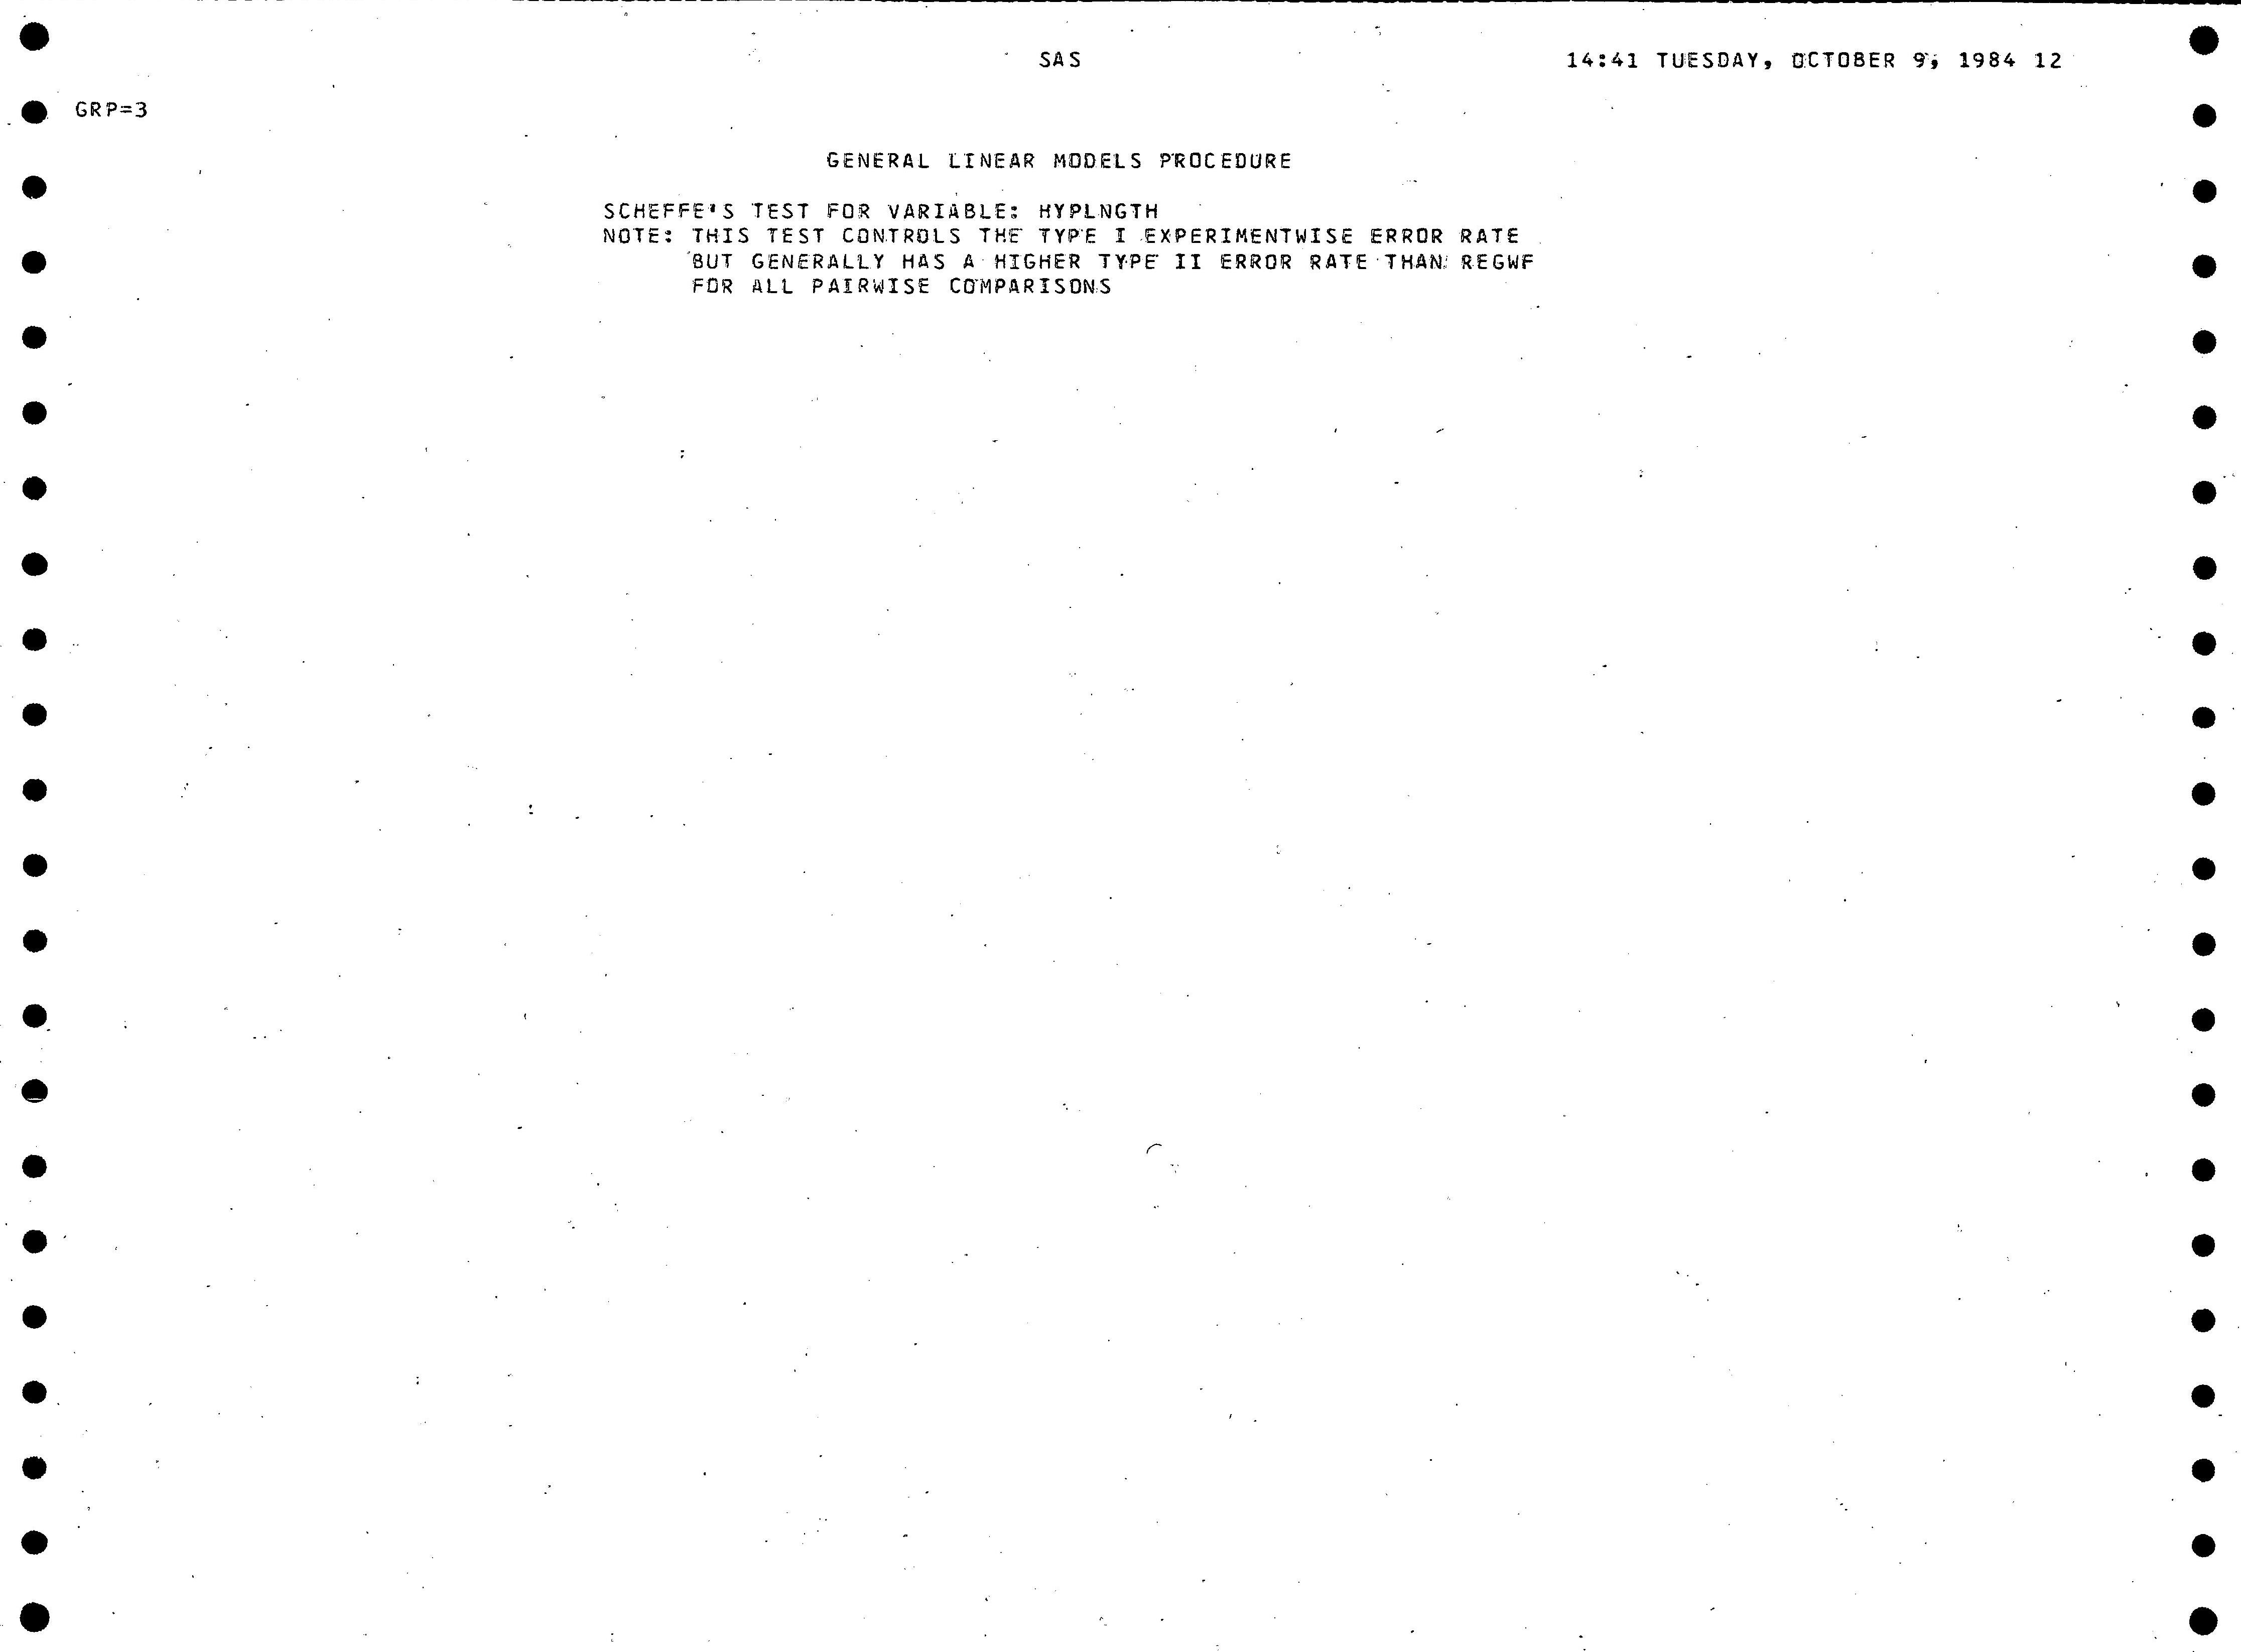 SAS 14:41 TUESDAY, OCTOBER 9, 1984 12
GRP=3
GENERAL LINEAR MODELS PROCEDURE
SCHEFFE'S TEST FOR VARIABLE: HYPLNGTH
NOTE: THIS TEST CONTROLS THE TYPE I EXPERIMENTWISE ERROR RATE
BUT GENERALLY HAS A HIGHER TYPE II ERROR RATE THAN REGWF
FOR ALL PAIRWISE COMPARISONS